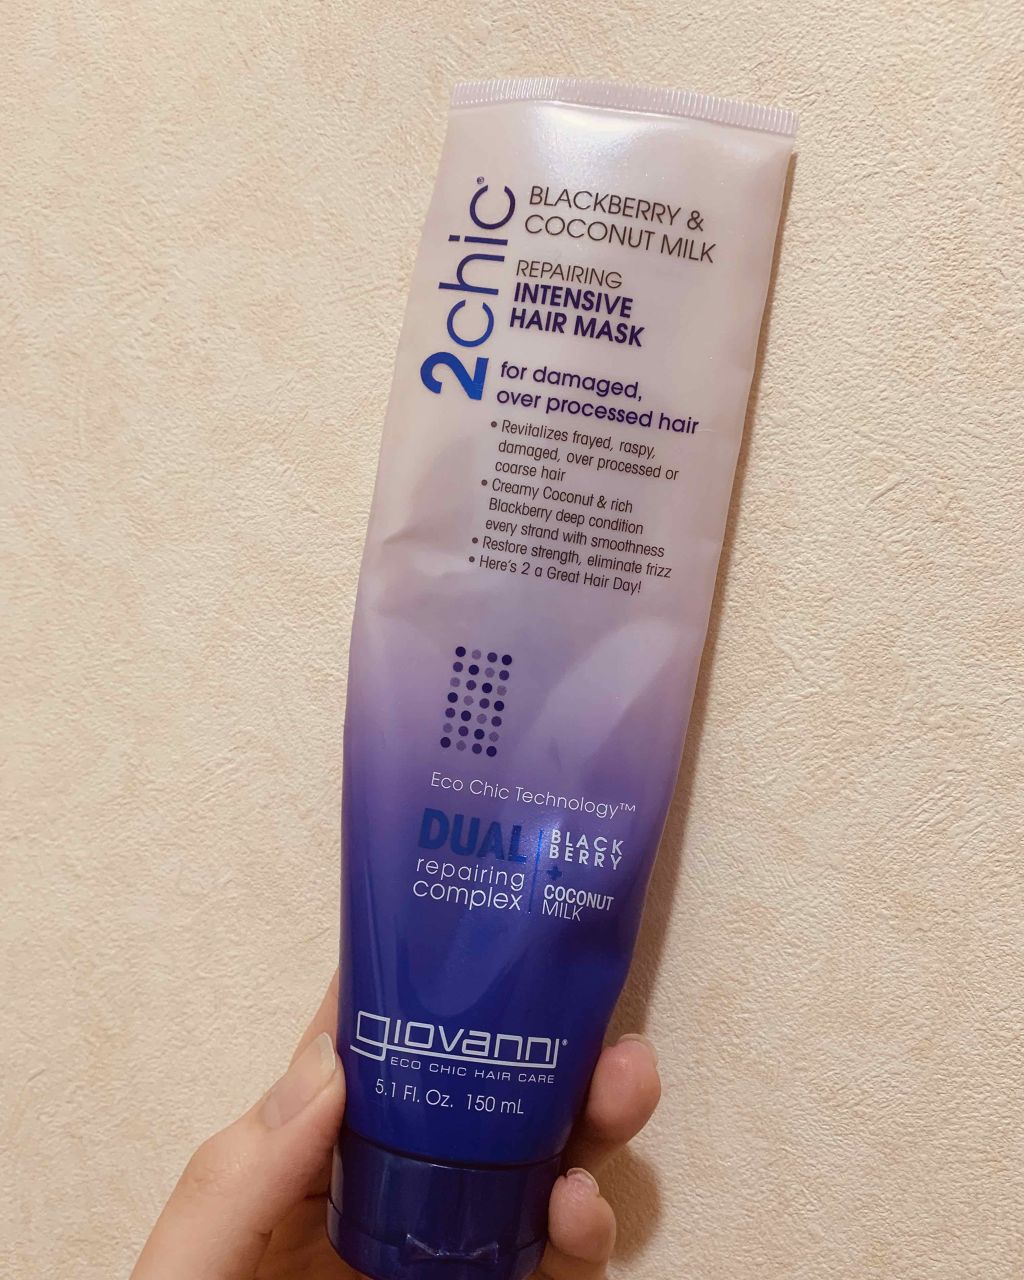 2chic®
BLACKBERRY &
COCONUT MILK
REPAIRING
INTENSIVE
HAIR MASK
for damaged,
over processed hair
• Revitalizes frayed, raspy,
damaged, over processed or
coarse hair
• Creamy Coconut & rich
Blackberry deep condition
every strand with smoothness
• Restore strength, eliminate frizz
• Here's 2 a Great Hair Day!
Eco Chic Technology™
DUAL
repairing
complex
BLACK
BERRY
+
COCONUT
MILK
giovanni®
ECO CHIC HAIR CARE
5.1 Fl. Oz. 150 mL